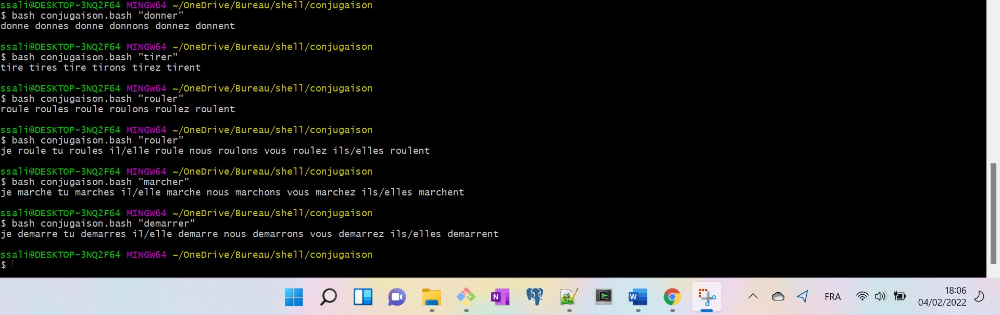 ssali@DESKTOP-3NQ2F64 MINGW64 ~/OneDrive/Bureau/shell/conjugaison
$ bash conjugaison.bash "donner"
donne donnes donne donnons donnez donnent
ssali@DESKTOP-3NQ2F64 MINGW64 ~/OneDrive/Bureau/shell/conjugaison
$ bash conjugaison.bash "tirer"
tire tires tire tirons tirez tirent
ssali@DESKTOP-3NQ2F64 MINGW64 ~/OneDrive/Bureau/shell/conjugaison
$ bash conjugaison.bash "rouler"
roule roules roule roulons roulez roulent
ssali@DESKTOP-3NQ2F64 MINGW64 ~/OneDrive/Bureau/shell/conjugaison
$ bash conjugaison.bash "rouler"
je roule tu roules il/elle roule nous roulons vous roulez ils/elles roulent
ssali@DESKTOP-3NQ2F64 MINGW64 ~/OneDrive/Bureau/shell/conjugaison
$ bash conjugaison.bash "marcher"
je marche tu marches il/elle marche nous marchons vous marchez ils/elles marchent
ssali@DESKTOP-3NQ2F64 MINGW64 ~/OneDrive/Bureau/shell/conjugaison
$ bash conjugaison.bash "demarrer"
je demarre tu demarres il/elle demarre nous demarrons vous demarrez ils/elles demarrent
ssali@DESKTOP-3NQ2F64 MINGW64 ~/OneDrive/Bureau/shell/conjugaison
$
N
W
FRA
18:06
04/02/2022